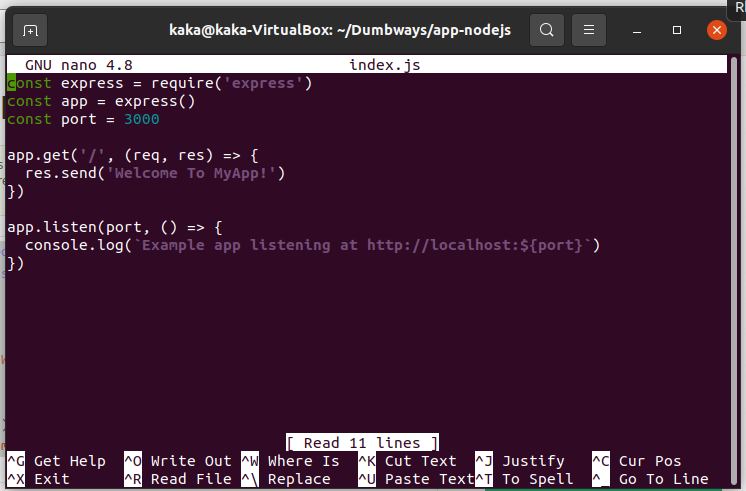 kaka@kaka-VirtualBox: ~/Dumbways/app-nodejs
GNU nano 4.8 index.js
const express = require('express')
const app = express()
const port = 3000
app.get('/', (req, res) => {
  res.send('Welcome To MyApp!')
})
app.listen(port, () => {
  console.log(`Example app listening at http://localhost:${port}`)
})
[ Read 11 lines ]
^G Get Help ^O Write Out ^W Where Is ^K Cut Text ^J Justify ^C Cur Pos
^X Exit ^R Read File ^\ Replace ^U Paste Text ^T To Spell ^_ Go To Line